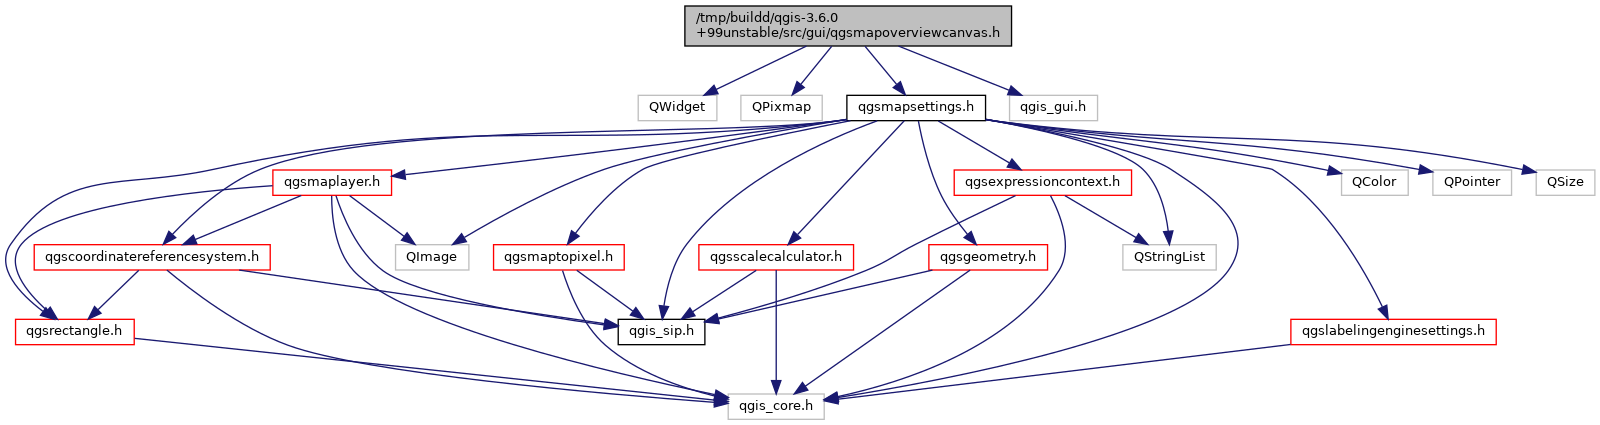 /tmp/buildd/qgis-3.6.0
+99unstable/src/gui/qgsmapoverviewcanvas.h
QWidget
QPixmap
qgsmapsettings.h
qgis_gui.h
qgsmaplayer.h
qgsexpressioncontext.h
QColor
QPointer
QSize
qgscoordinatereferencesystem.h
QImage
qgsmaptopixel.h
qgsscalecalculator.h
qgsgeometry.h
QStringList
qgsrectangle.h
qgis_sip.h
qgslabelingenginesettings.h
qgis_core.h